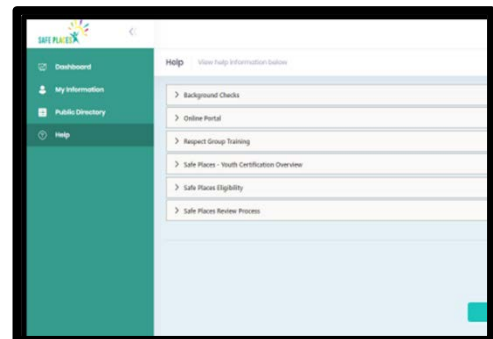 SAFE PLACES
Dashboard
My Information
Public Directory
Help
Help View help information below
Background Checks
Online Portal
Respect Group Training
Safe Places - Youth Certification Overview
Safe Places Eligibility
Safe Places Review Process